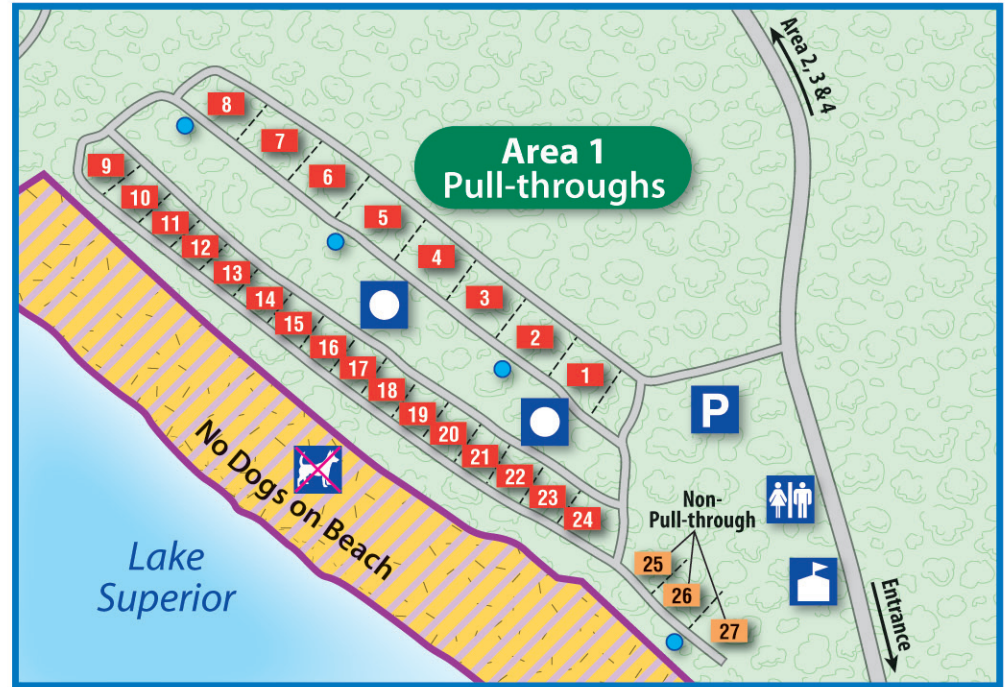 Area 2, 3 & 4
Area 1
Pull-throughs
8
7
6
5
4
3
2
1
9
10
11
12
13
14
15
16
17
18
19
20
21
22
23
24
P
Non-
Pull-through
25
26
27
No Dogs on Beach
Lake
Superior
Entrance